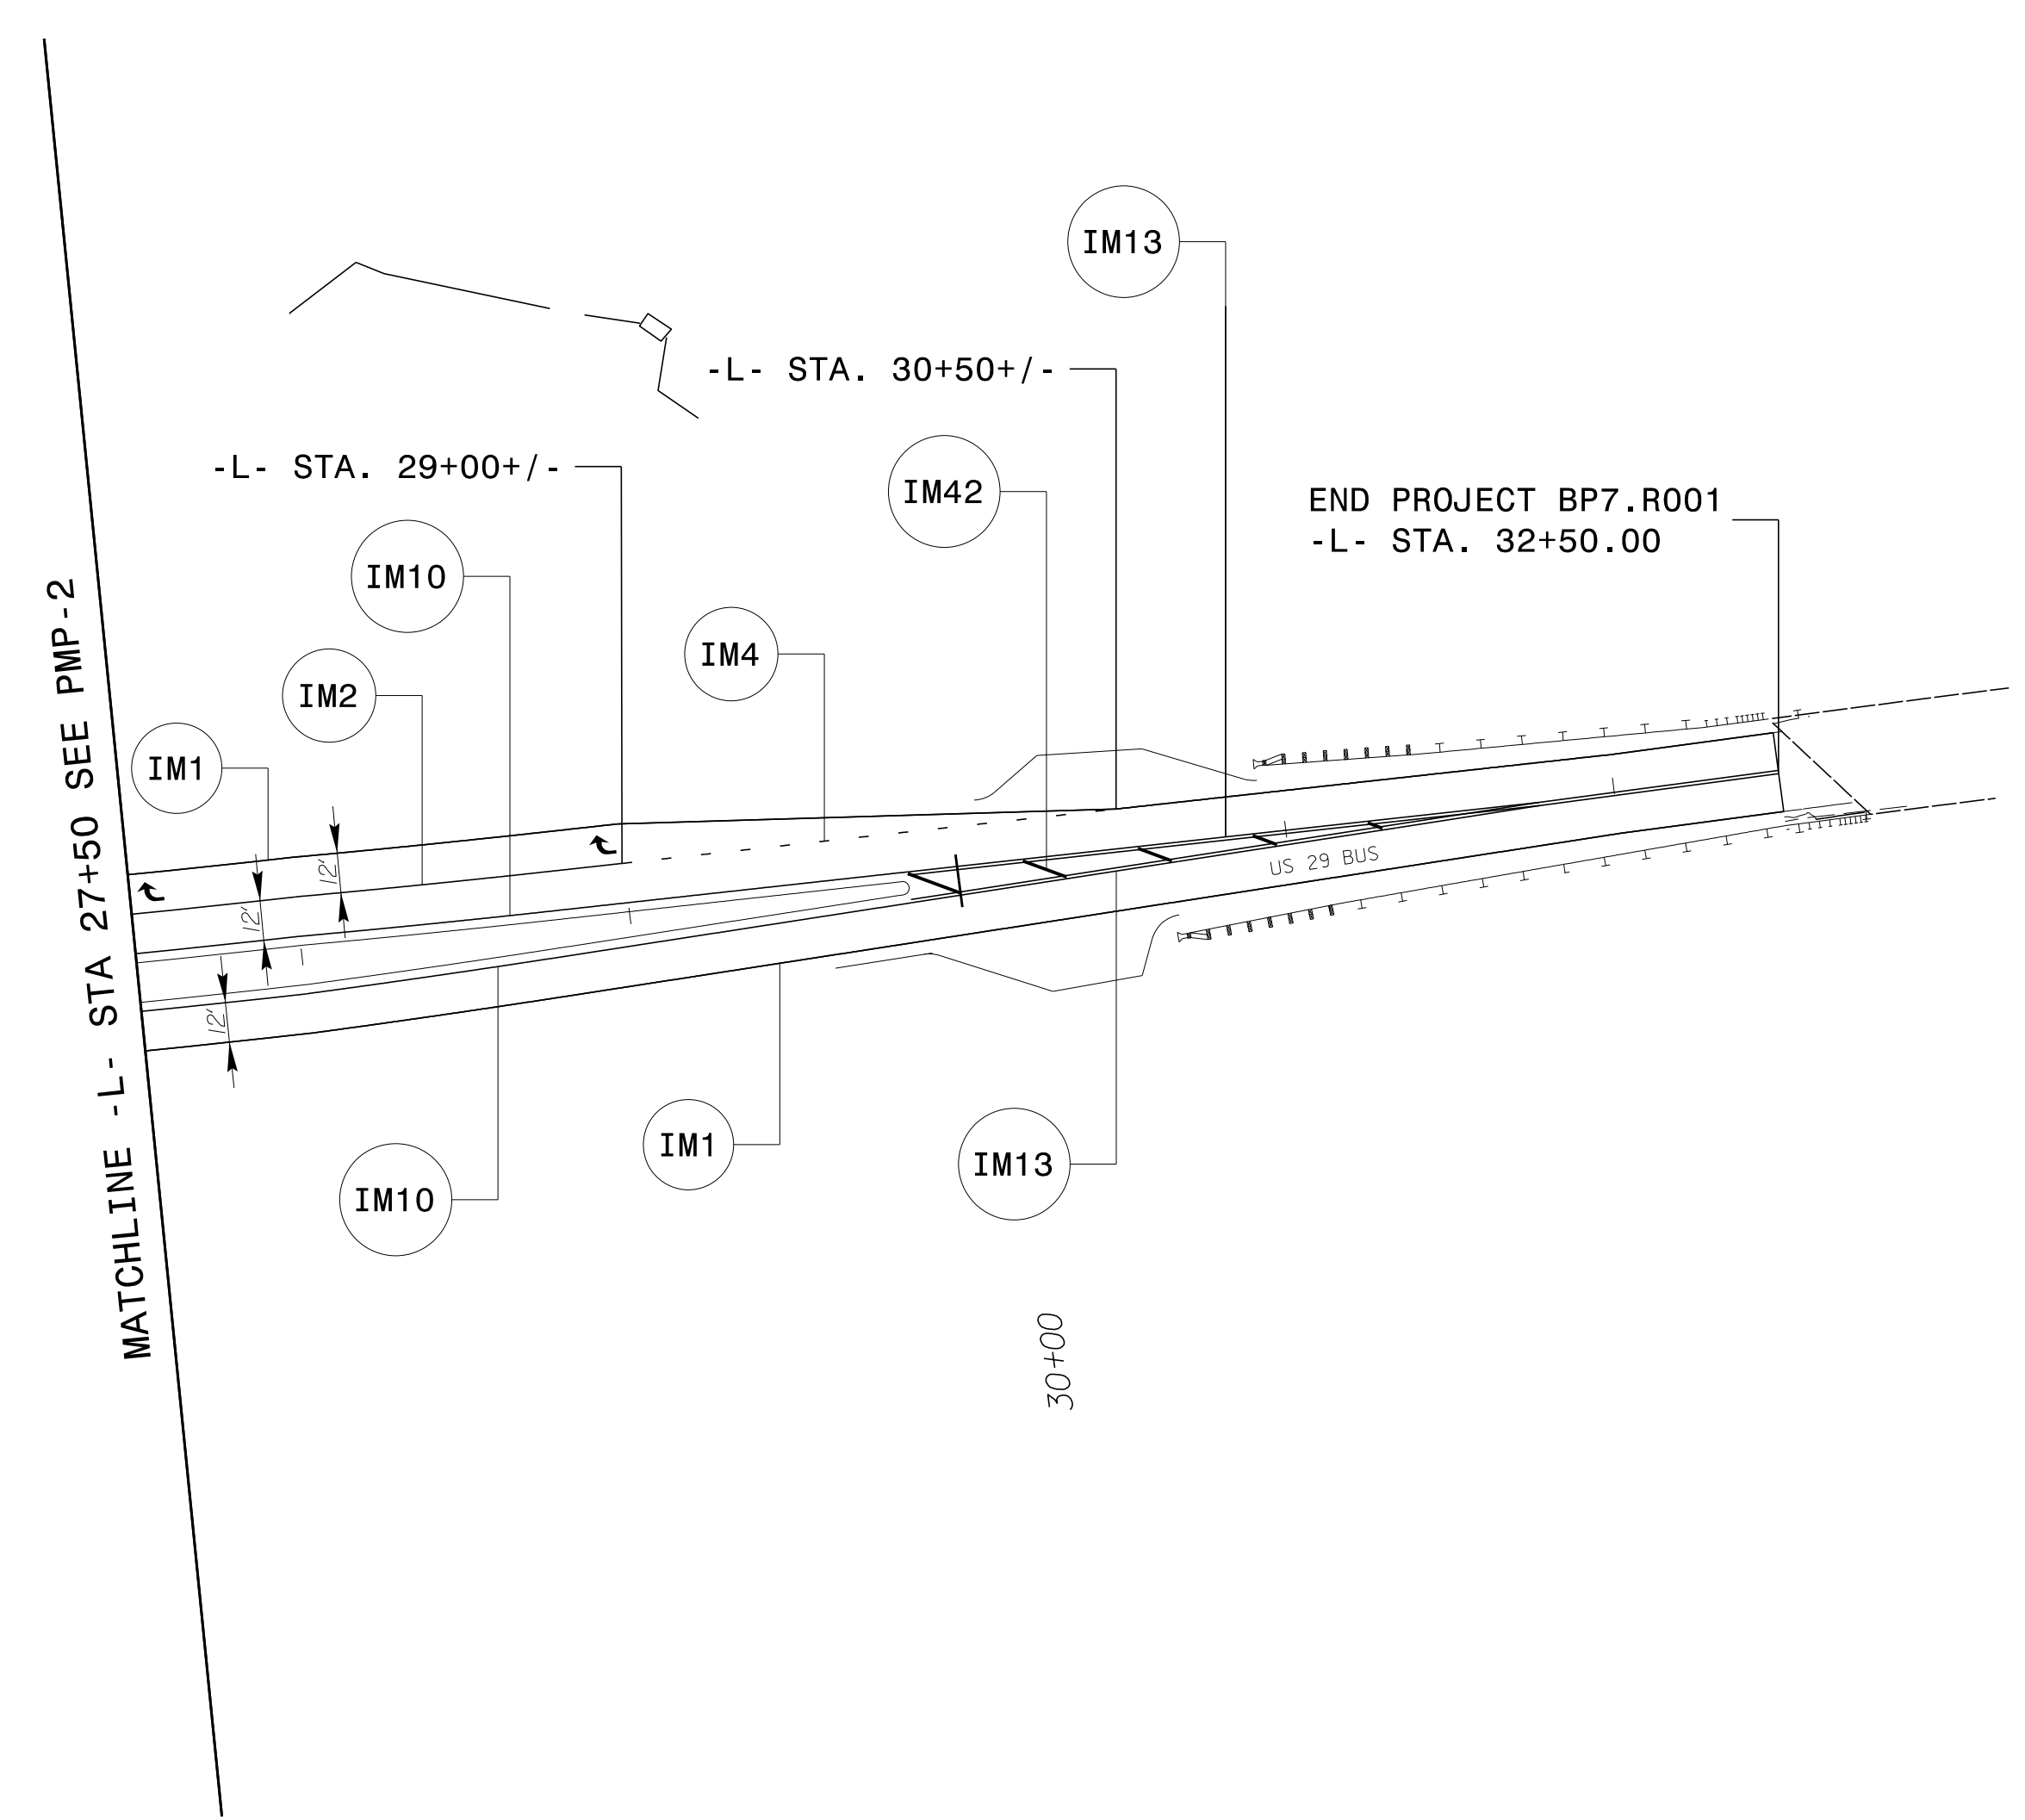 IM13
-L- STA. 30+50+/-
-L- STA. 29+00+/-
IM42
END PROJECT BP7.R001
-L- STA. 32+50.00
IM10
IM4
IM2
IM1
MATCHLINE -L- STA 27+50 SEE PMP-2
12'
12'
12'
US 29 BUS
IM1
IM13
IM10
30+00